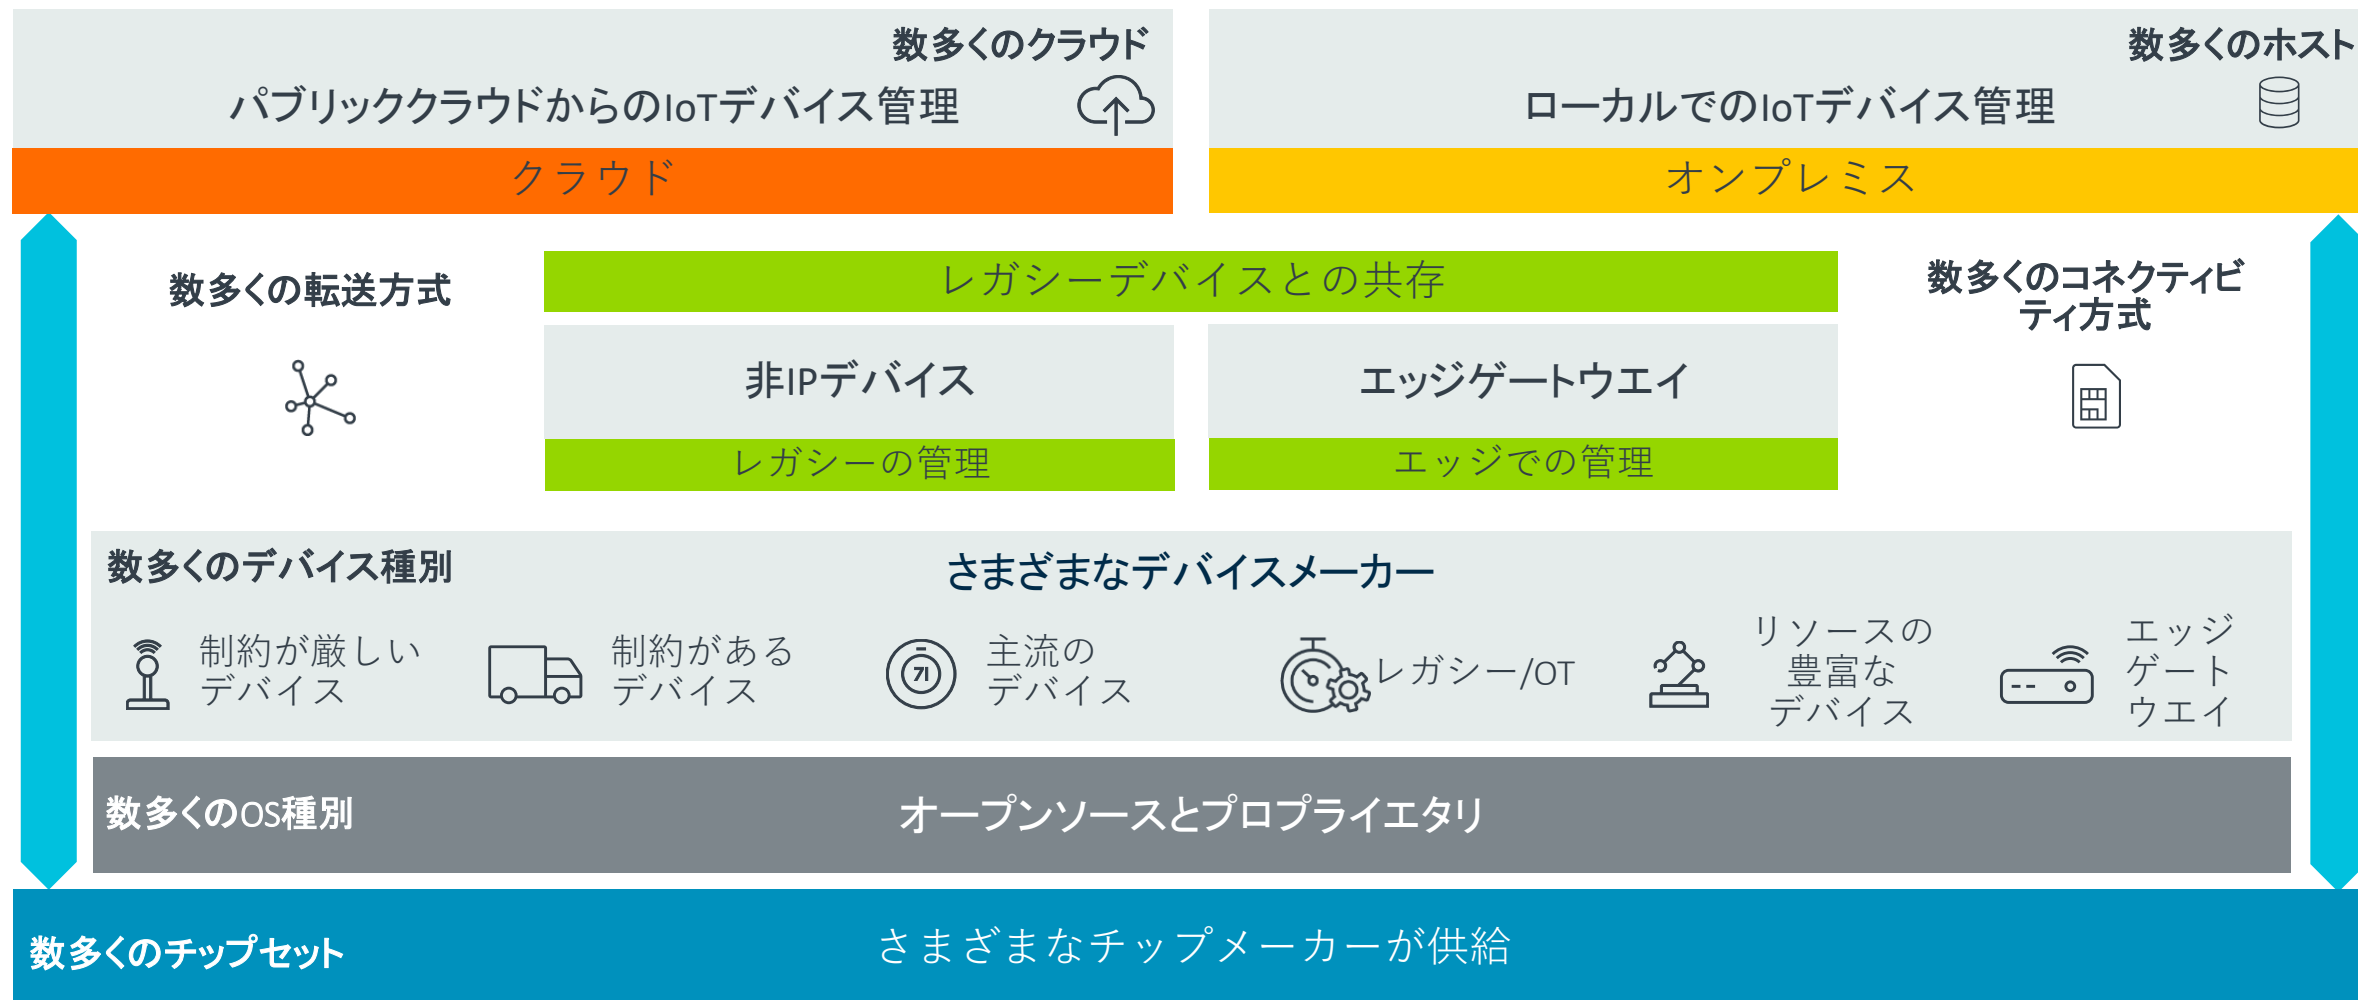 数多くのクラウド
パブリッククラウドからのIoTデバイス管理
クラウド
数多くのホスト
ローカルでのIoTデバイス管理
オンプレミス
数多くの転送方式
レガシーデバイスとの共存
非IPデバイス
レガシーの管理
エッジゲートウエイ
エッジでの管理
数多くのコネクティビ
ティ方式
数多くのデバイス種別
さまざまなデバイスメーカー
制約が厳しい
デバイス
制約がある
デバイス
71
主流の
デバイス
レガシー/OT
リソースの
豊富な
デバイス
エッジ
ゲート
ウエイ
数多くのOS種別
オープンソースとプロプライエタリ
数多くのチップセット
さまざまなチップメーカーが供給